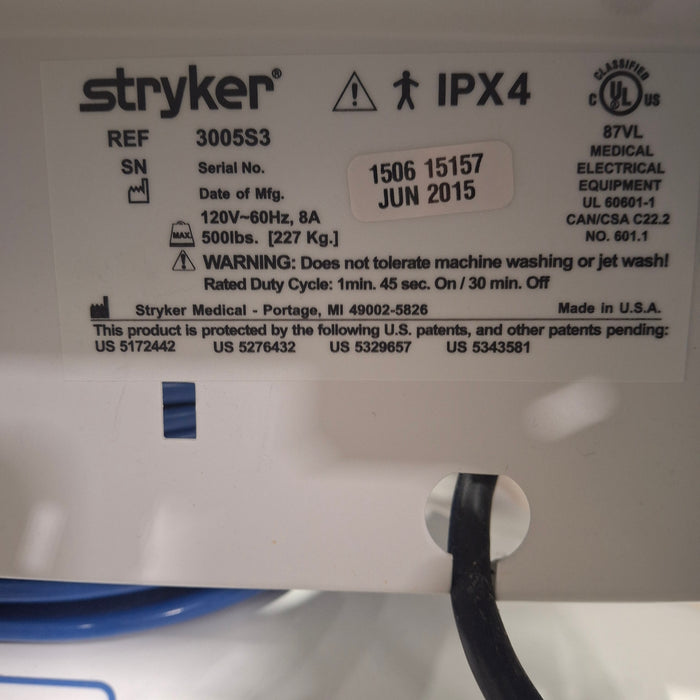 stryker®
IPX4
CLASSIFIED
C UL US
REF 3005S3
SN Serial No.
1506 15157
Date of Mfg.
JUN 2015
120V~60Hz, 8A
MAX 500lbs. [227 Kg.]
87VL
MEDICAL
ELECTRICAL
EQUIPMENT
UL 60601-1
CAN/CSA C22.2
NO. 601.1
WARNING: Does not tolerate machine washing or jet wash!
Rated Duty Cycle: 1min. 45 sec. On / 30 min. Off
Stryker Medical - Portage, MI 49002-5826 Made in U.S.A.
This product is protected by the following U.S. patents, and other patents pending:
US 5172442 US 5276432 US 5329657 US 5343581